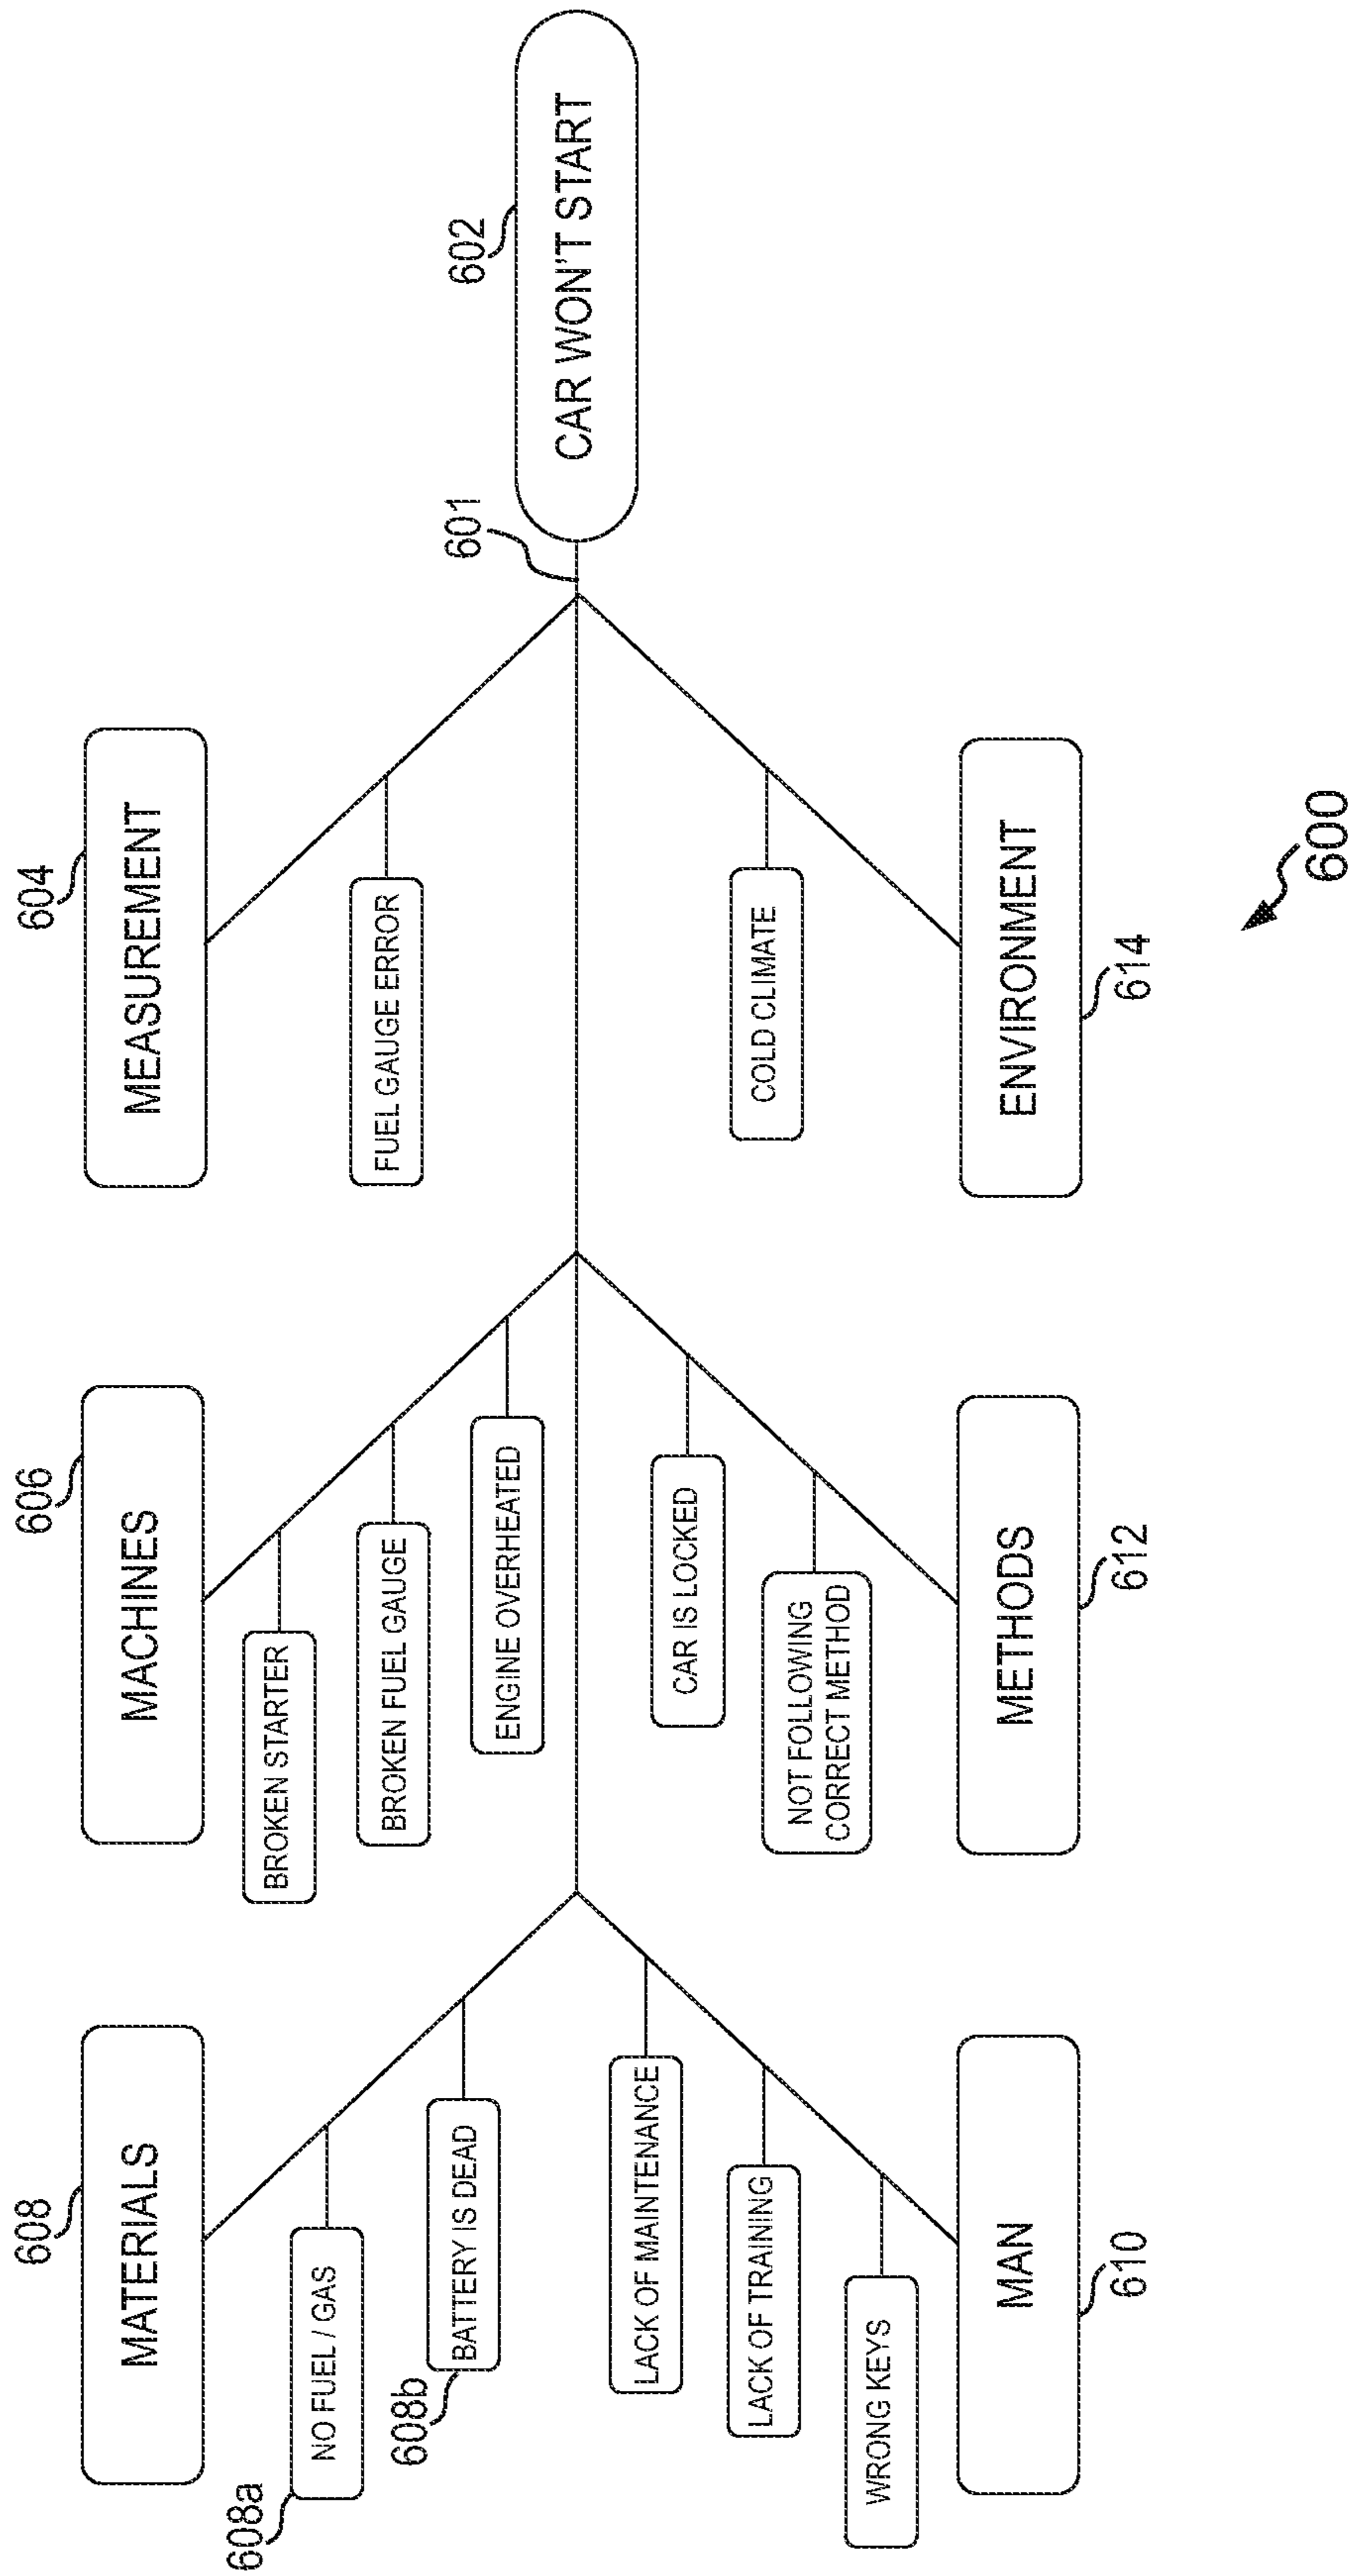 608
MATERIALS
606
MACHINES
604
MEASUREMENT
608a
NO FUEL / GAS
608b
BATTERY IS DEAD
BROKEN STARTER
BROKEN FUEL GAUGE
ENGINE OVERHEATED
FUEL GAUGE ERROR
601
602
CAR WON'T START
LACK OF MAINTENANCE
LACK OF TRAINING
WRONG KEYS
CAR IS LOCKED
NOT FOLLOWING
CORRECT METHOD
COLD CLIMATE
MAN
610
METHODS
612
ENVIRONMENT
614
600